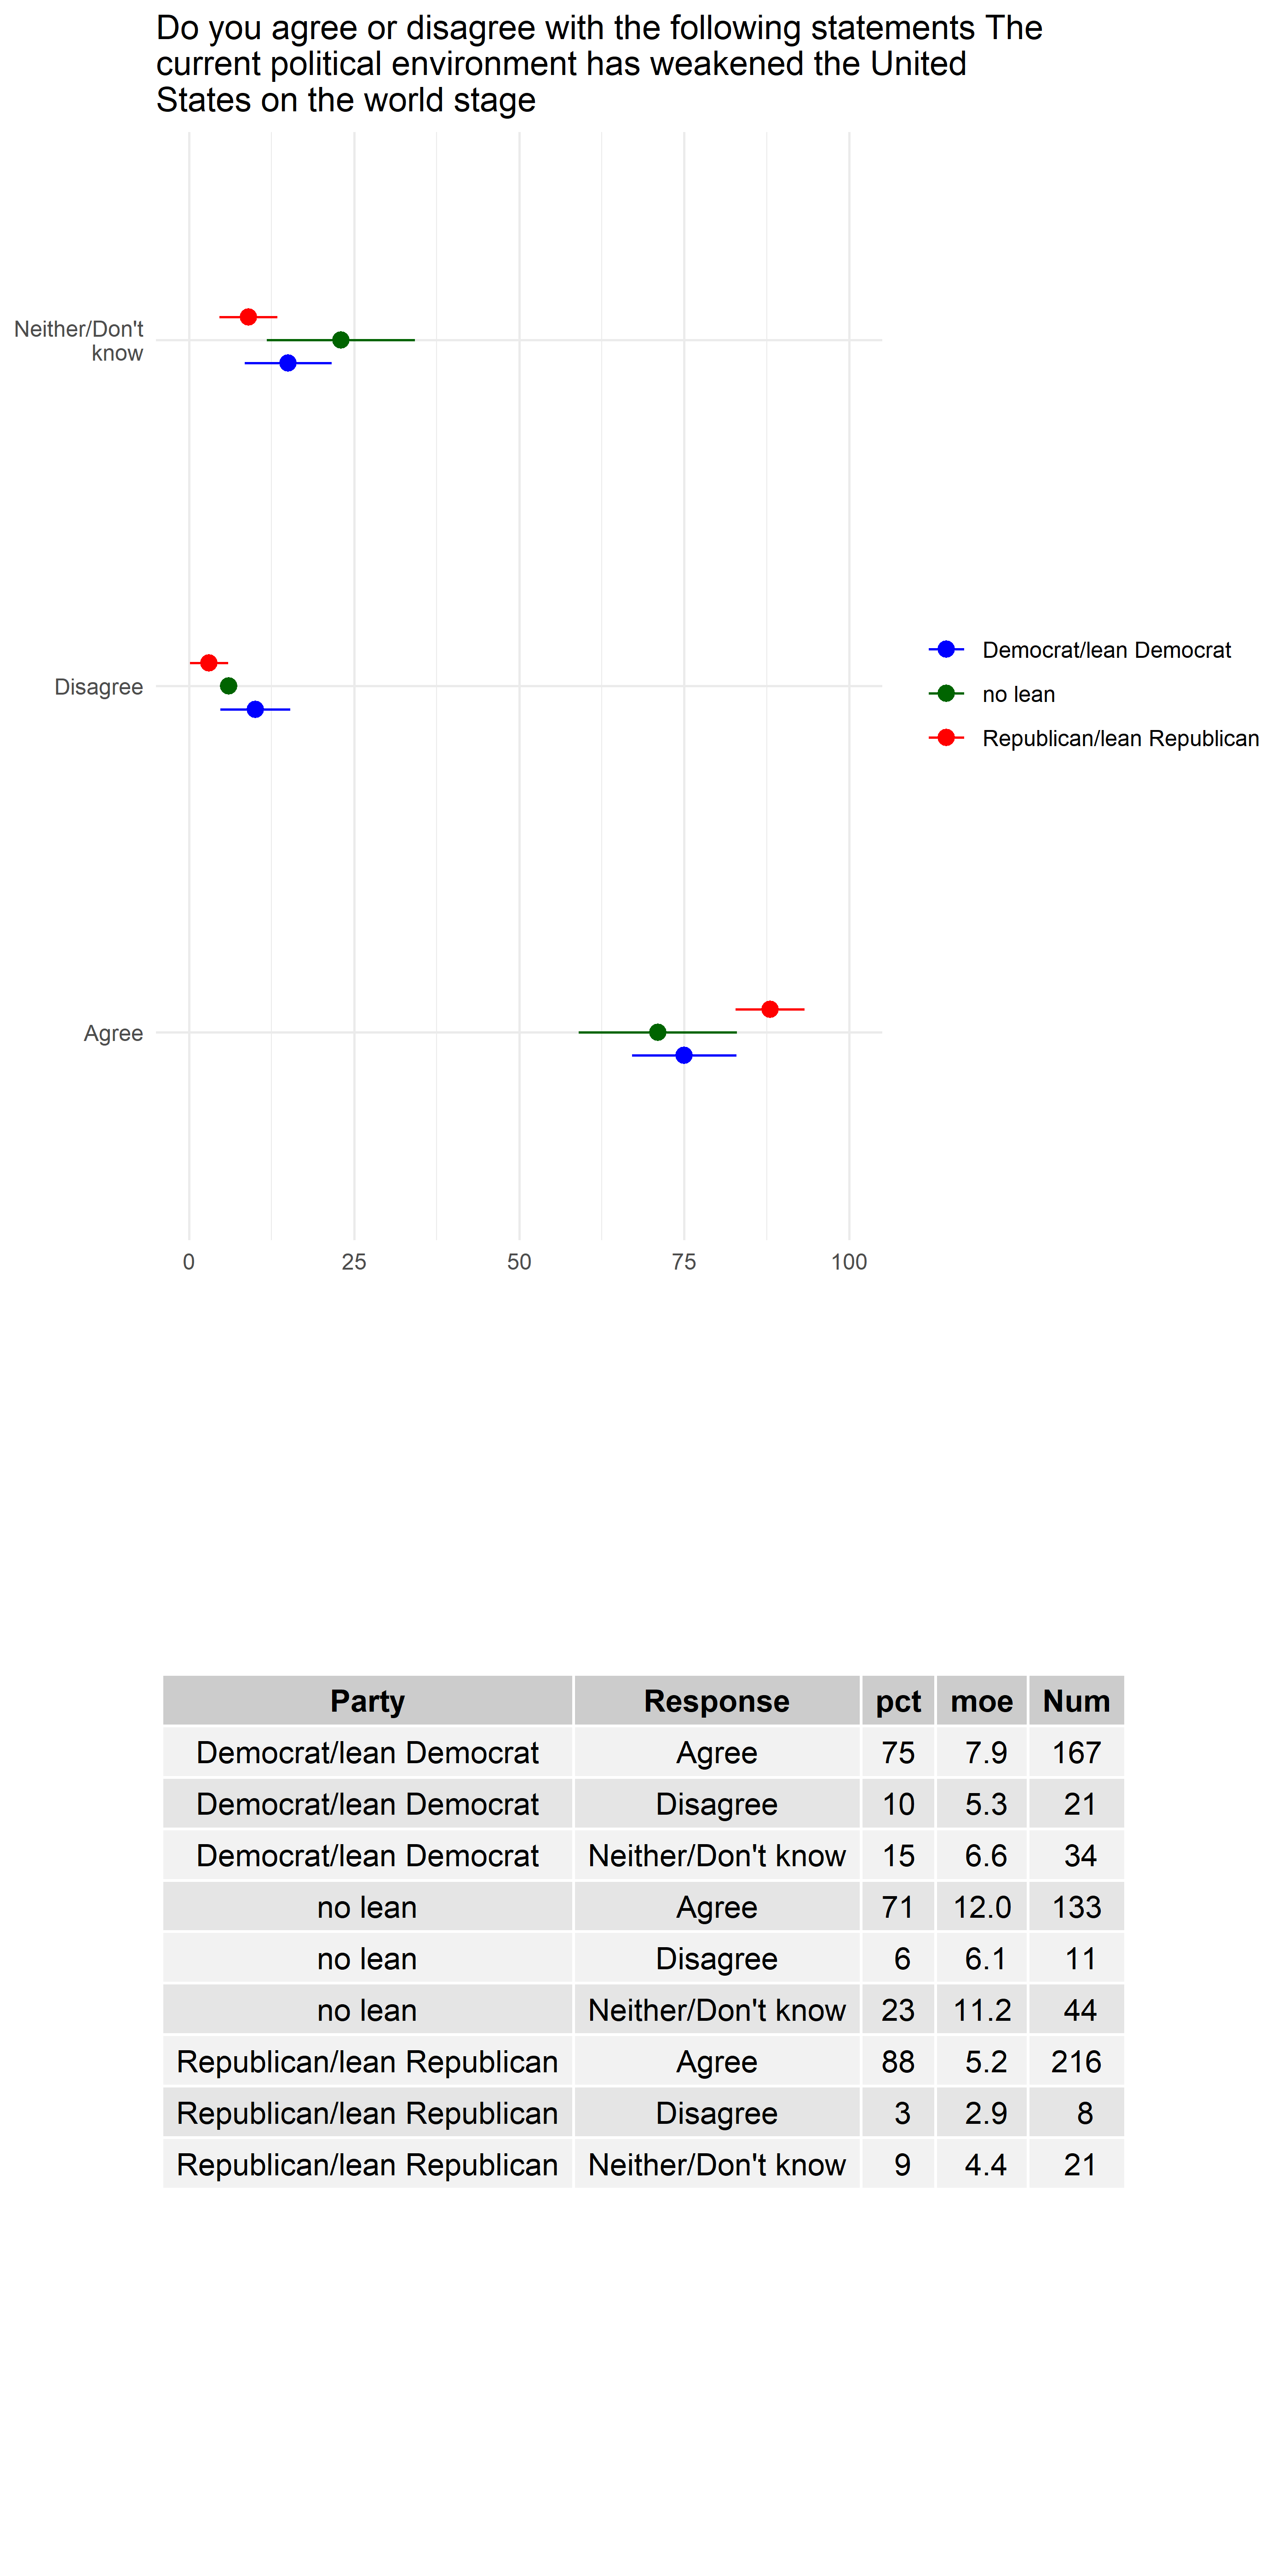 Do you agree or disagree with the following statements The
current political environment has weakened the United
States on the world stage
Neither/Don't
know
Disagree
Agree
0 25 50 75 100
Democrat/lean Democrat
no lean
Republican/lean Republican
Party Response pct moe Num
Democrat/lean Democrat Agree 75 7.9 167
Democrat/lean Democrat Disagree 10 5.3 21
Democrat/lean Democrat Neither/Don't know 15 6.6 34
no lean Agree 71 12.0 133
no lean Disagree 6 6.1 11
no lean Neither/Don't know 23 11.2 44
Republican/lean Republican Agree 88 5.2 216
Republican/lean Republican Disagree 3 2.9 8
Republican/lean Republican Neither/Don't know 9 4.4 21